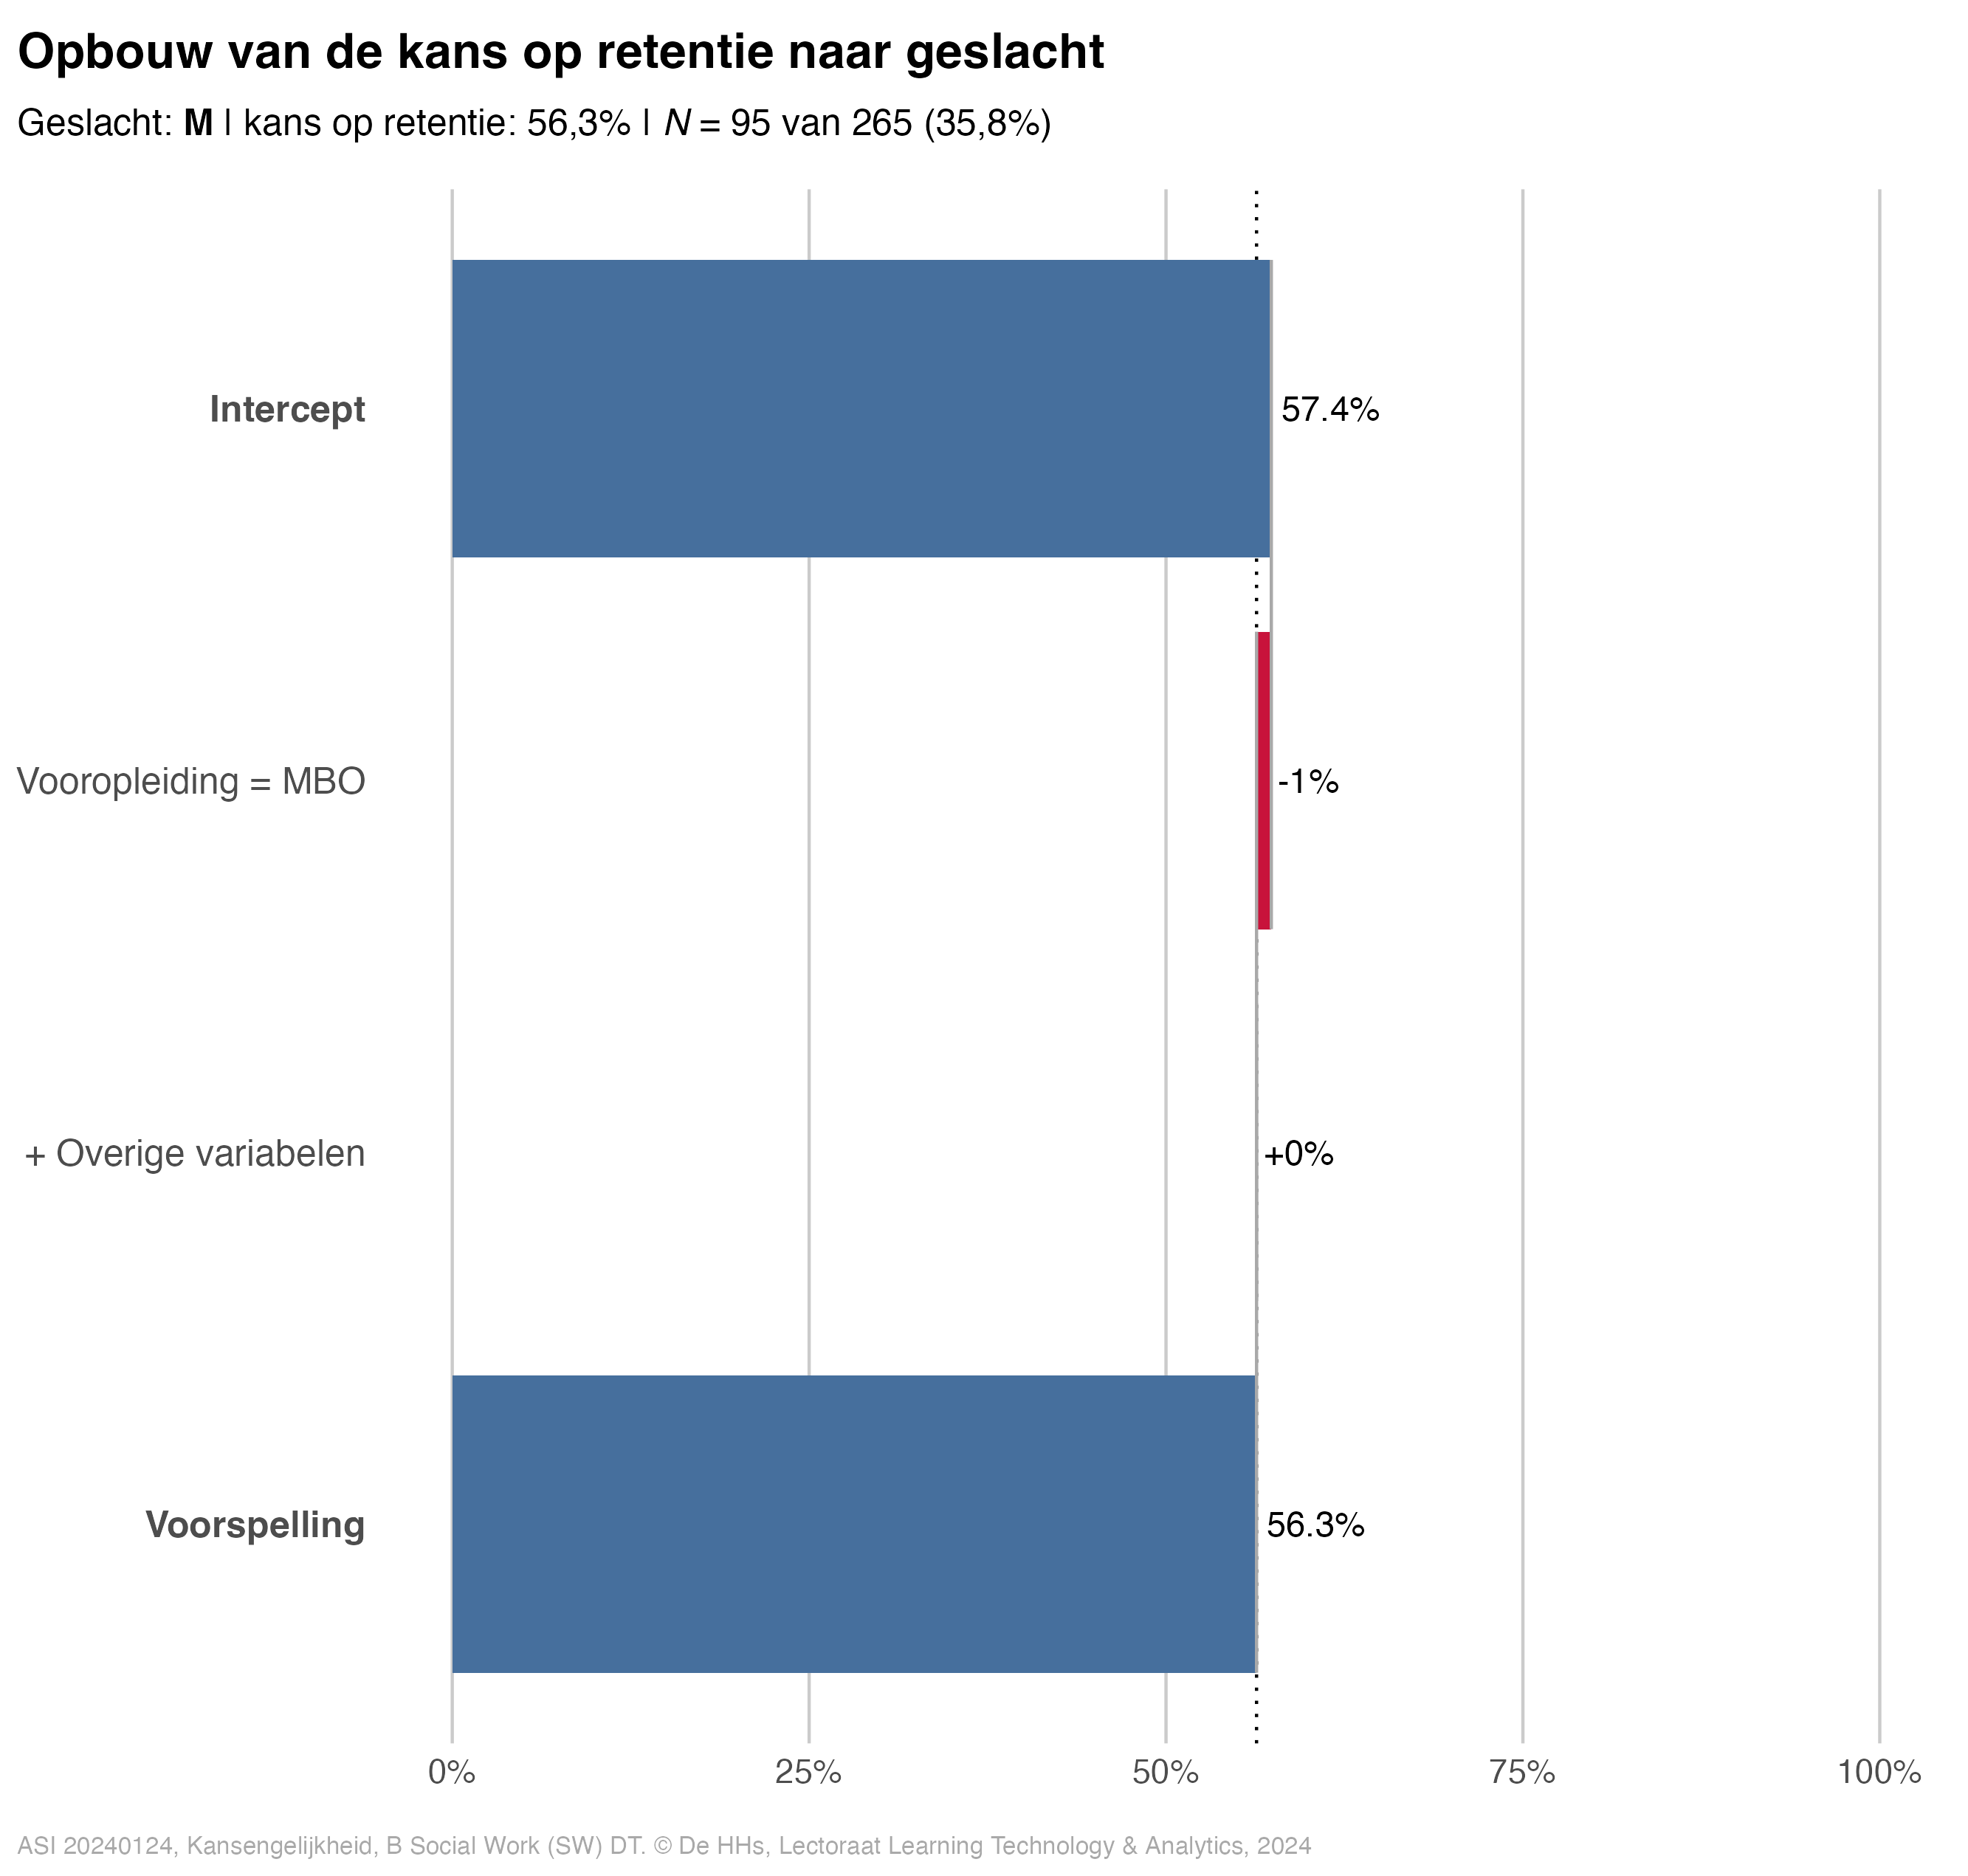 Opbouw van de kans op retentie naar geslacht
Geslacht: M | kans op retentie: 56,3% | N = 95 van 265 (35,8%)
Intercept
57.4%
Vooropleiding = MBO
-1%
+ Overige variabelen
+0%
Voorspelling
56.3%
0% 25% 50% 75% 100%
ASI 20240124, Kansengelijkheid, B Social Work (SW) DT. © De HHs, Lectoraat Learning Technology & Analytics, 2024